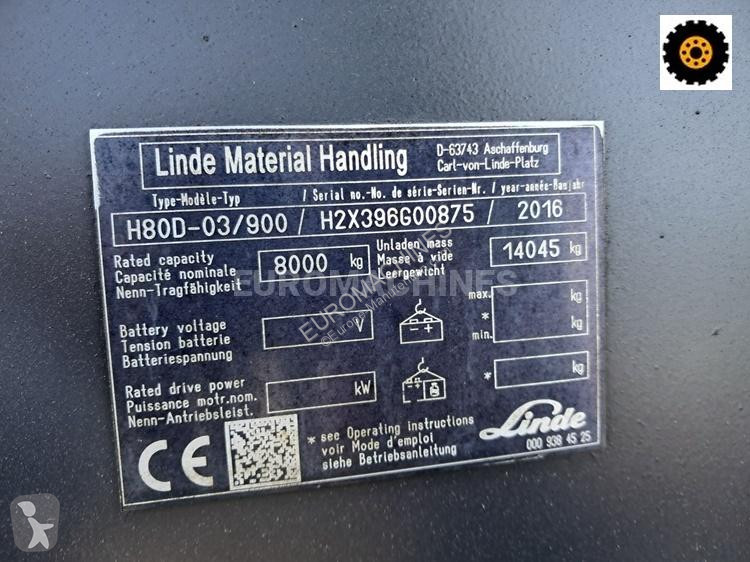 Linde Material Handling
D-63743 Aschaffenburg
Carl-von-Linde-Platz
Type-Modèle-Typ / Serial no.-No. de série-Serien-Nr. / year-année-Baujahr
H80D-03/900 / H2X396G00875 / 2016
Rated capacity
Capacité nominale
Nenn-Tragfähigkeit
8000 kg
Unladen mass
Masse à vide
Leergewicht
14045 kg
Battery voltage
Tension batterie
Batteriespannung
V
- +
max. kg
*
min. kg
Rated drive power
Puissance motr.nom.
Nenn-Antriebsleist.
kW
- +
* kg
CE
* see Operating instructions
voir Mode d'emploi
siehe Betriebsanleitung
Linde
000 938 45 25
EUROMACHINES
EUROMACHINES